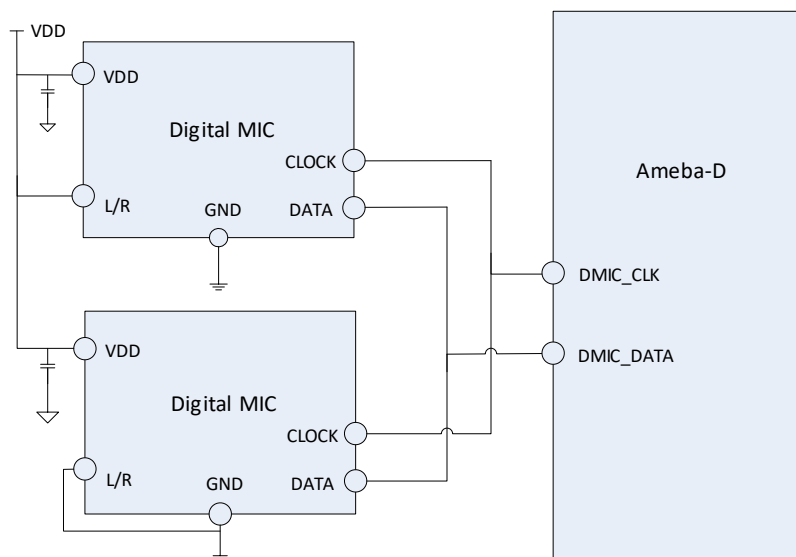 VDD
VDD
Digital MIC
CLOCK
L/R
GND
DATA
Ameba-D
DMIC_CLK
DMIC_DATA
VDD
Digital MIC
CLOCK
L/R
GND
DATA